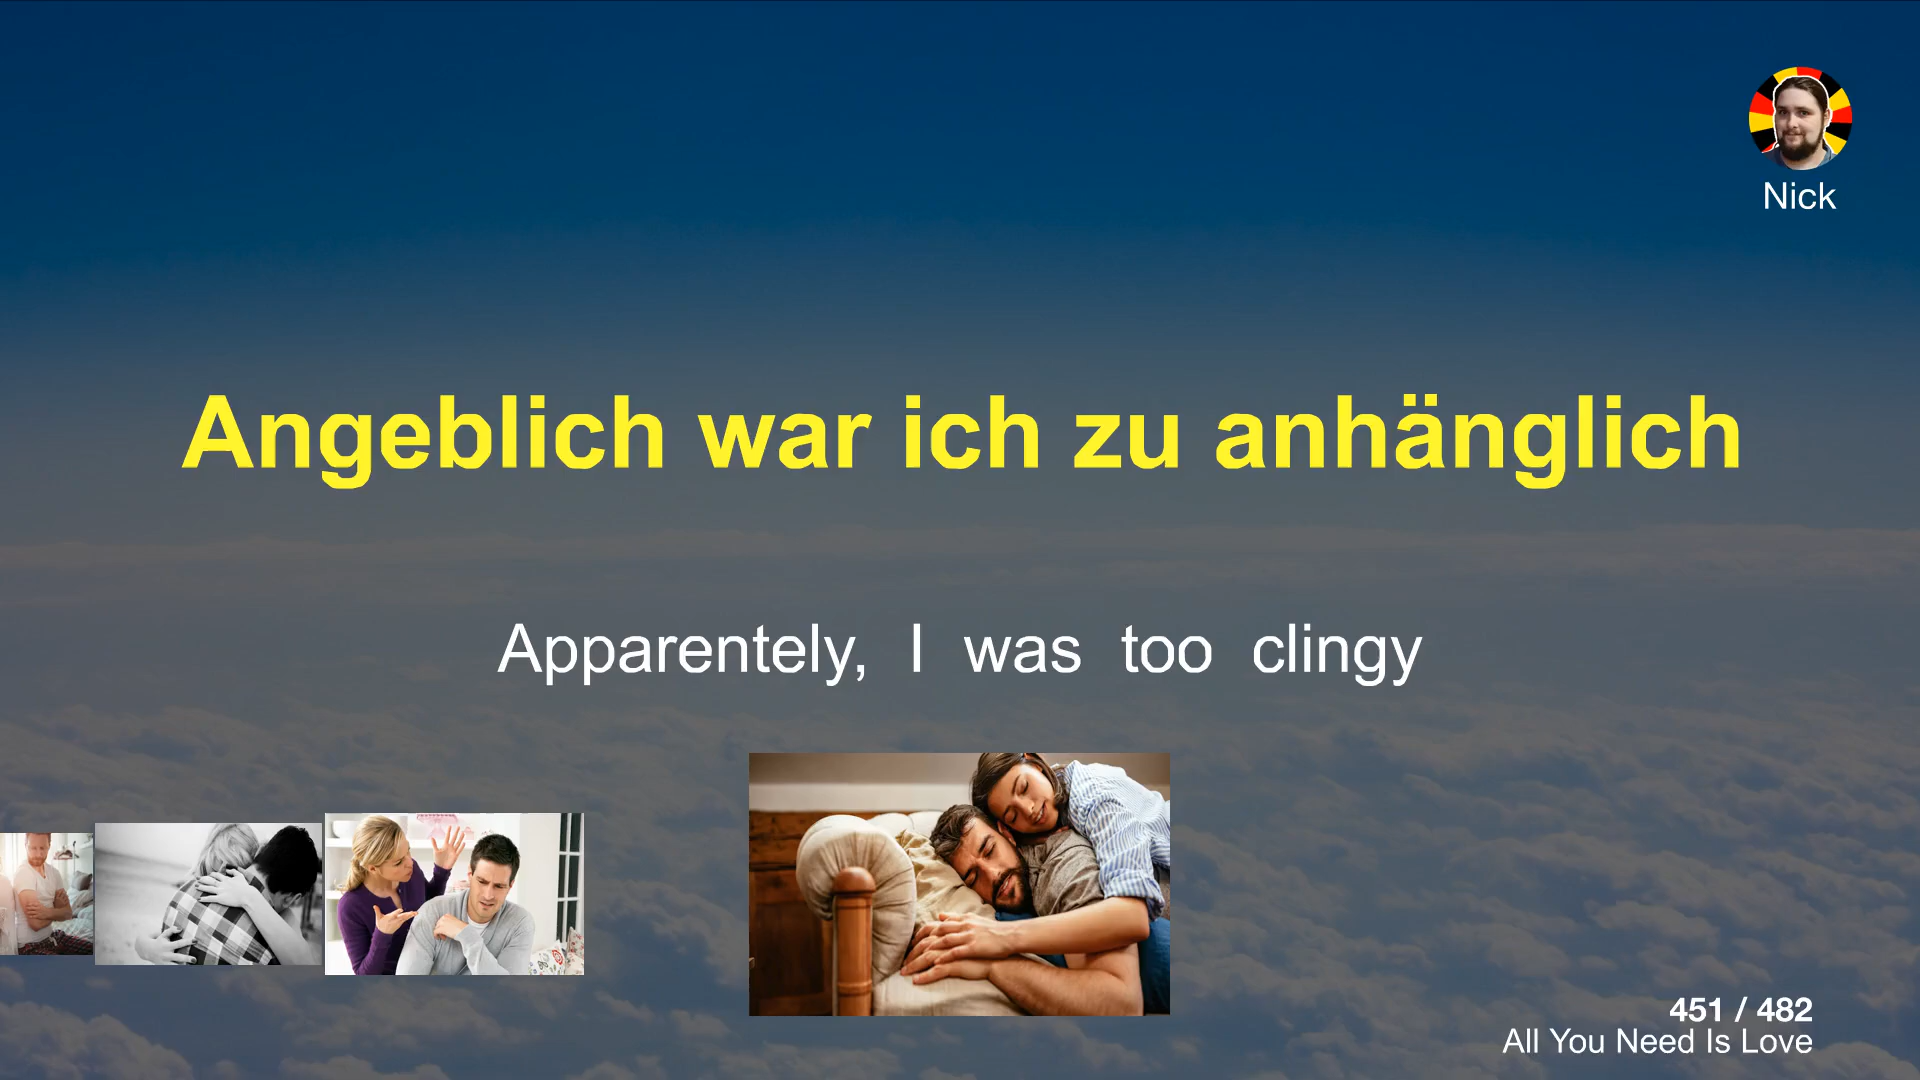 Nick
Angeblich war ich zu anhänglich
Apparentely, I was too clingy
451 / 482
All You Need Is Love